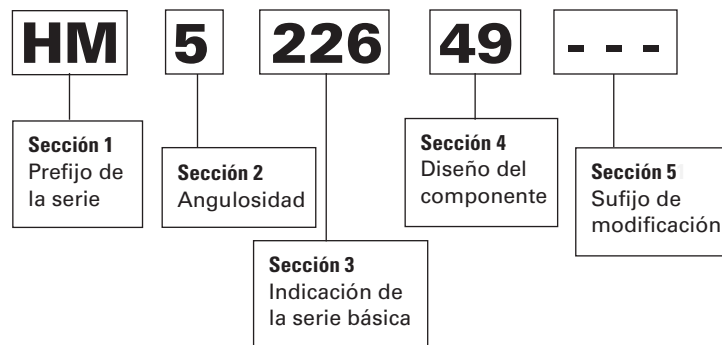 HM 5 226 49 - - -
Sección 1
Prefijo de
la serie
Sección 2
Angulosidad
Sección 3
Indicación de
la serie básica
Sección 4
Diseño del
componente
Sección 5
Sufijo de
modificación